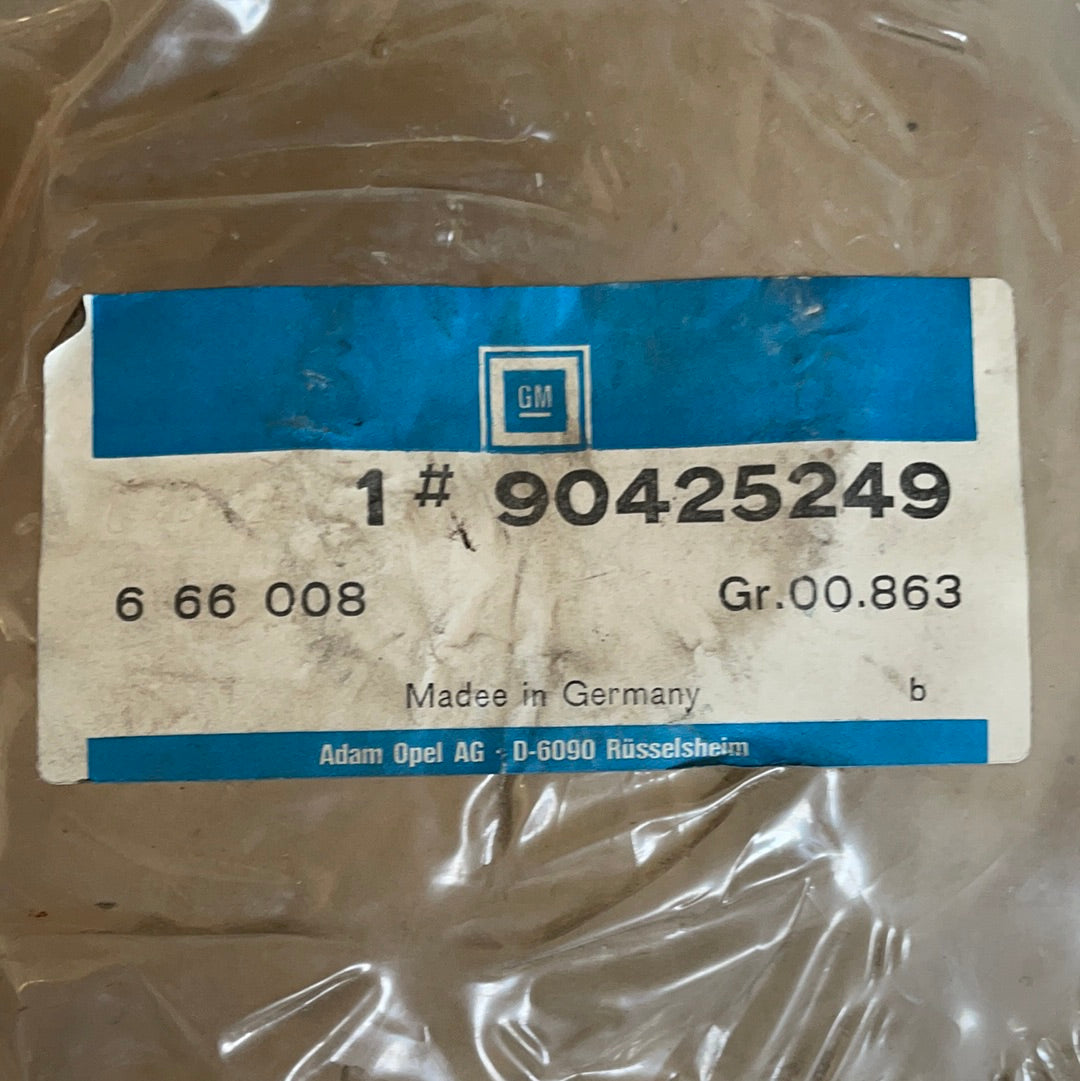 GM
1 # 90425249
6 66 008 Gr.00.863
Madee in Germany b
Adam Opel AG · D-6090 Rüsselsheim